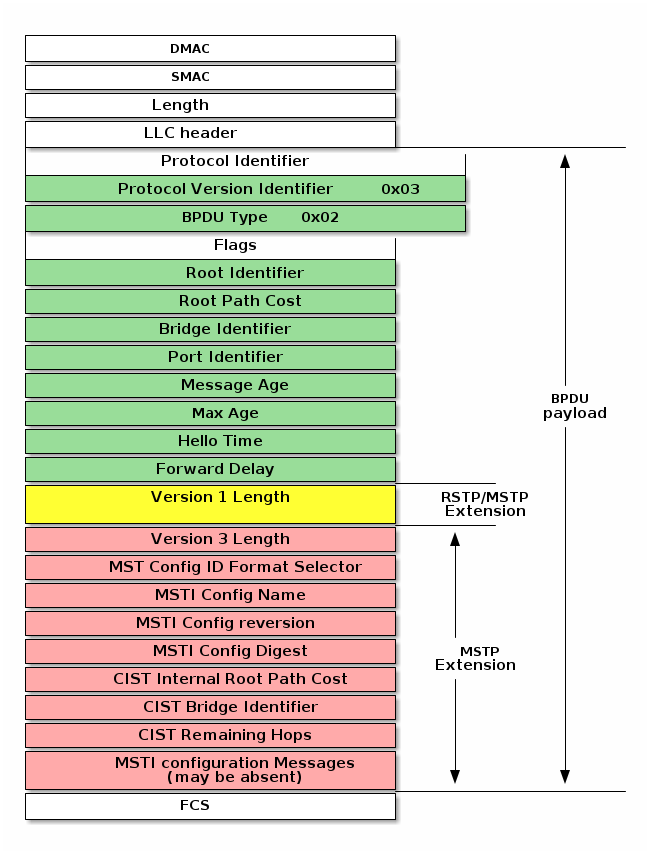 DMAC
SMAC
Length
LLC header
Protocol Identifier
Protocol Version Identifier 0x03
BPDU Type 0x02
Flags
Root Identifier
Root Path Cost
Bridge Identifier
Port Identifier
Message Age
Max Age
Hello Time
Forward Delay
Version 1 Length
Version 3 Length
MST Config ID Format Selector
MSTI Config Name
MSTI Config reversion
MSTI Config Digest
CIST Internal Root Path Cost
CIST Bridge Identifier
CIST Remaining Hops
MSTI configuration Messages
(may be absent)
FCS
RSTP/MSTP
Extension
MSTP
Extension
BPDU
payload